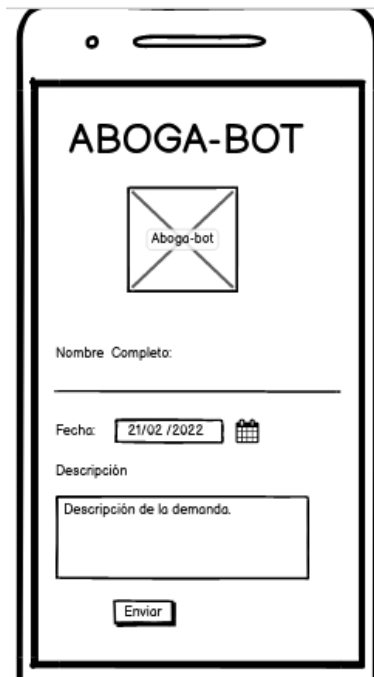 ABOGA-BOT
Aboga-bot
Nombre Completo:
Fecha: 21/02 /2022
Descripción
Descripción de la demanda.
Enviar